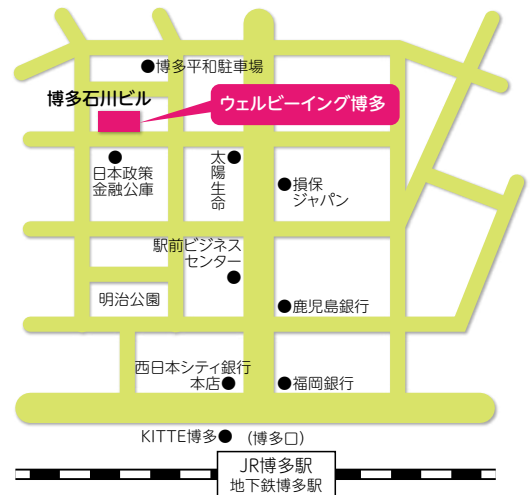 博多平和駐車場
博多石川ビル
ウェルビーイング博多
日本政策
金融公庫
太陽生命
損保
ジャパン
駅前ビジネス
センター
明治公園
鹿児島銀行
西日本シティ銀行
本店
福岡銀行
KITTE博多
(博多口)
JR博多駅
地下鉄博多駅